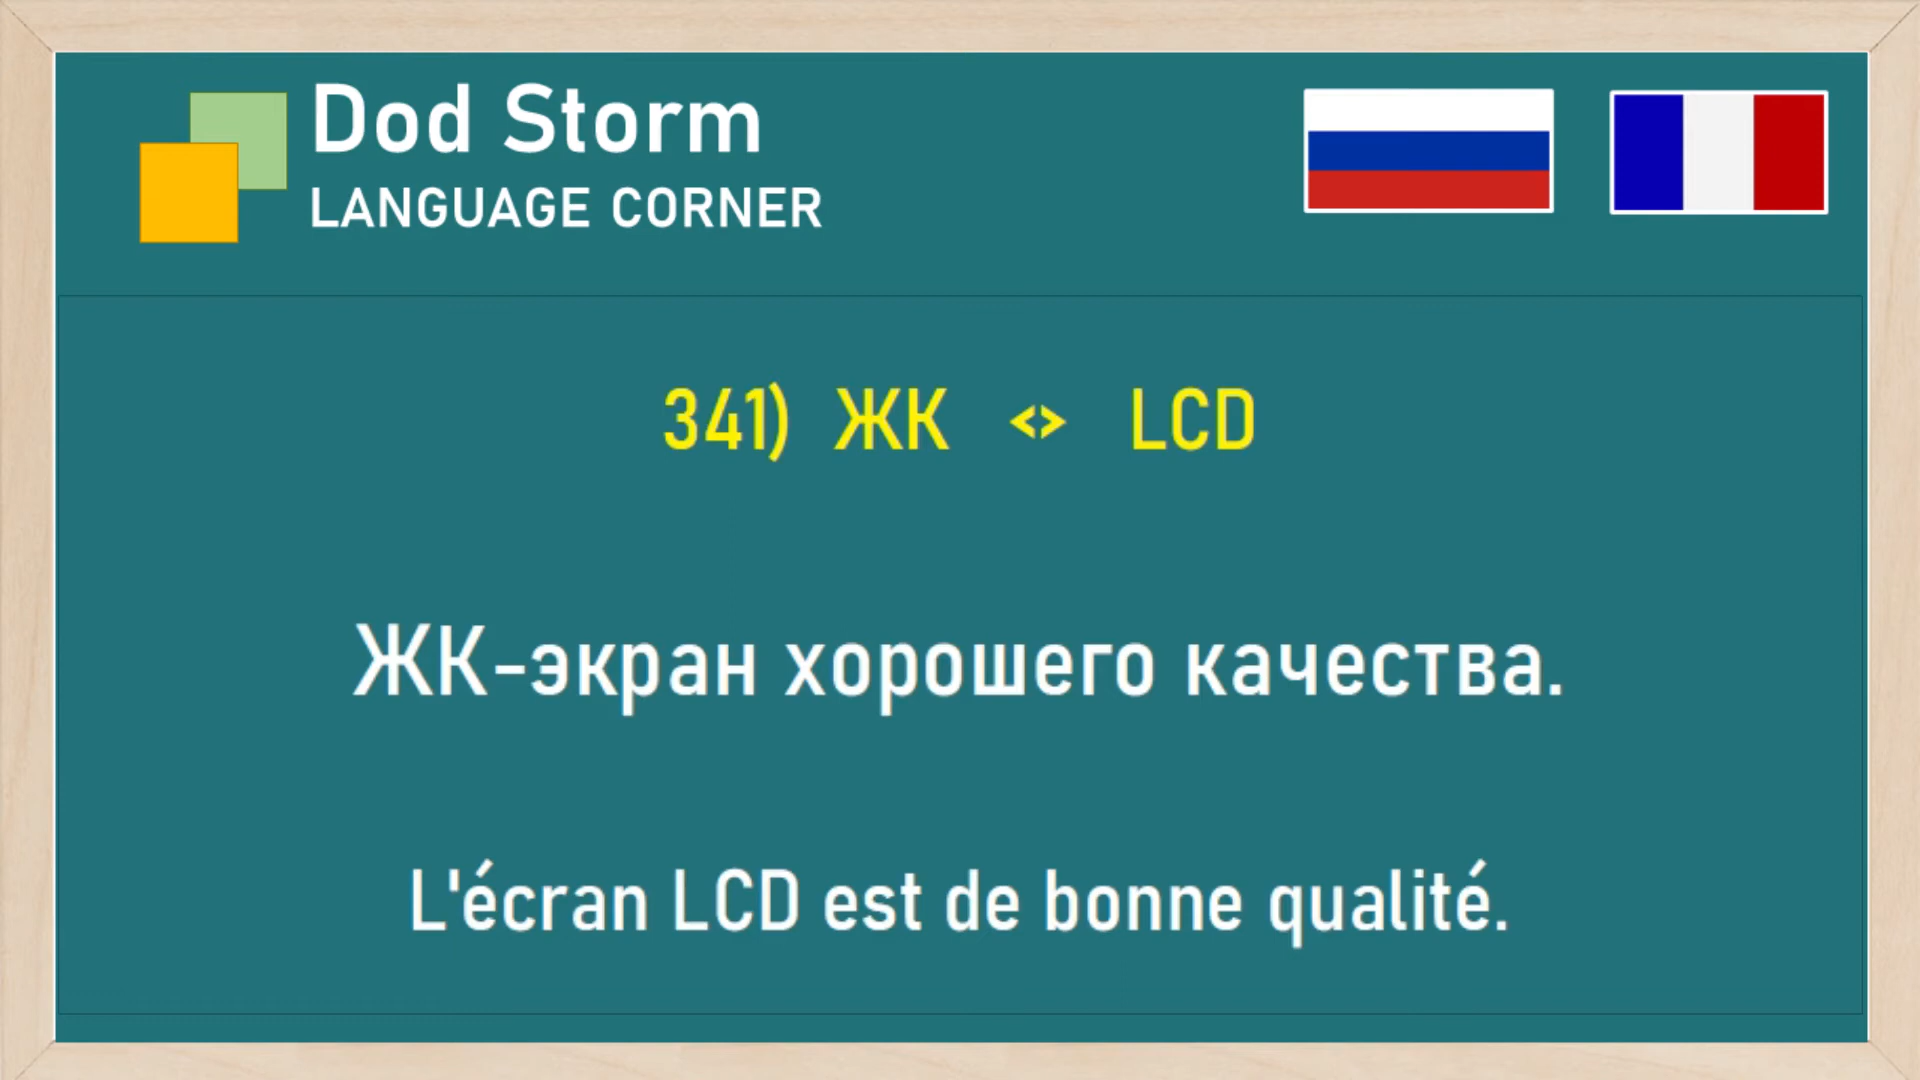 Dod Storm
LANGUAGE CORNER
341) ЖК <> LCD
ЖК-экран хорошего качества.
L'écran LCD est de bonne qualité.